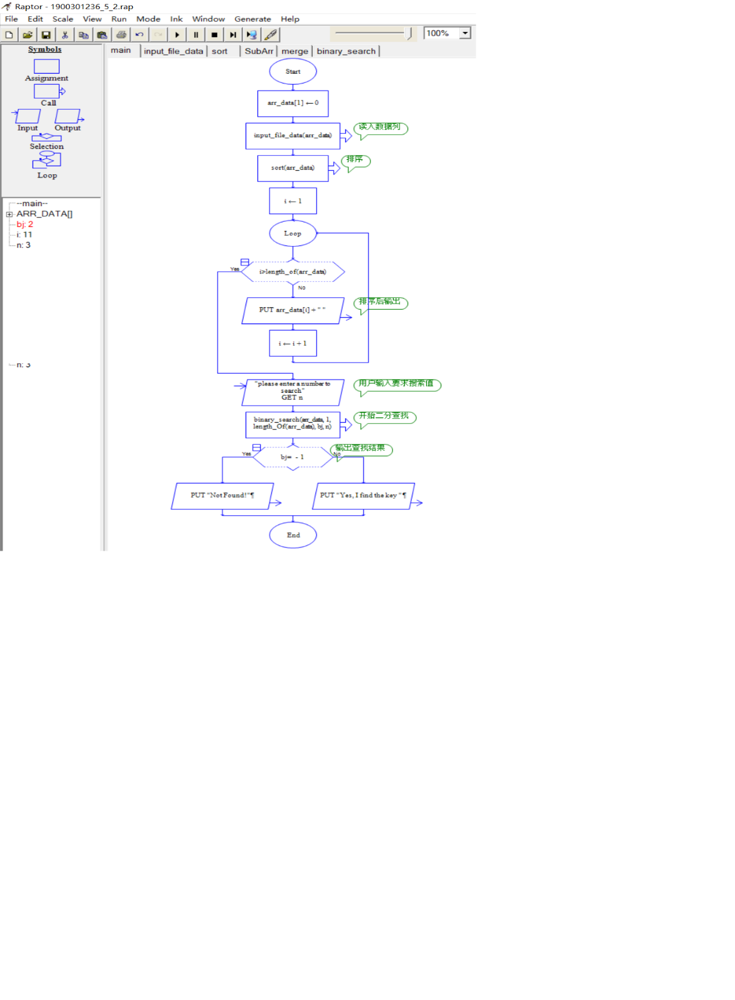 Raptor - 1900301236_5_2.rap
File Edit Scale View Run Mode Ink Window Generate Help
100%
Symbols
Assignment
Call
Input Output
Selection
Loop
--main--
ARR_DATA[]
bj: 2
i: 11
n: 3
n: 3
main input_file_data sort SubArr merge binary_search
Start
arr_data[1] ← 0
input_file_data(arr_data)
读入数据列
sort(arr_data)
排序
i ← 1
Loop
Yes
i>length_of(arr_data)
No
PUT arr_data[i] + " "
排序后输出
i ← i + 1
"please enter a number to
search"
GET n
用户输入要求搜索值
binary_search(arr_data, 1,
length_Of(arr_data), bj, n)
开始二分查找
Yes
bj= - 1
No
输出查找结果
PUT "Not Found!"¶
PUT "Yes, I find the key "¶
End